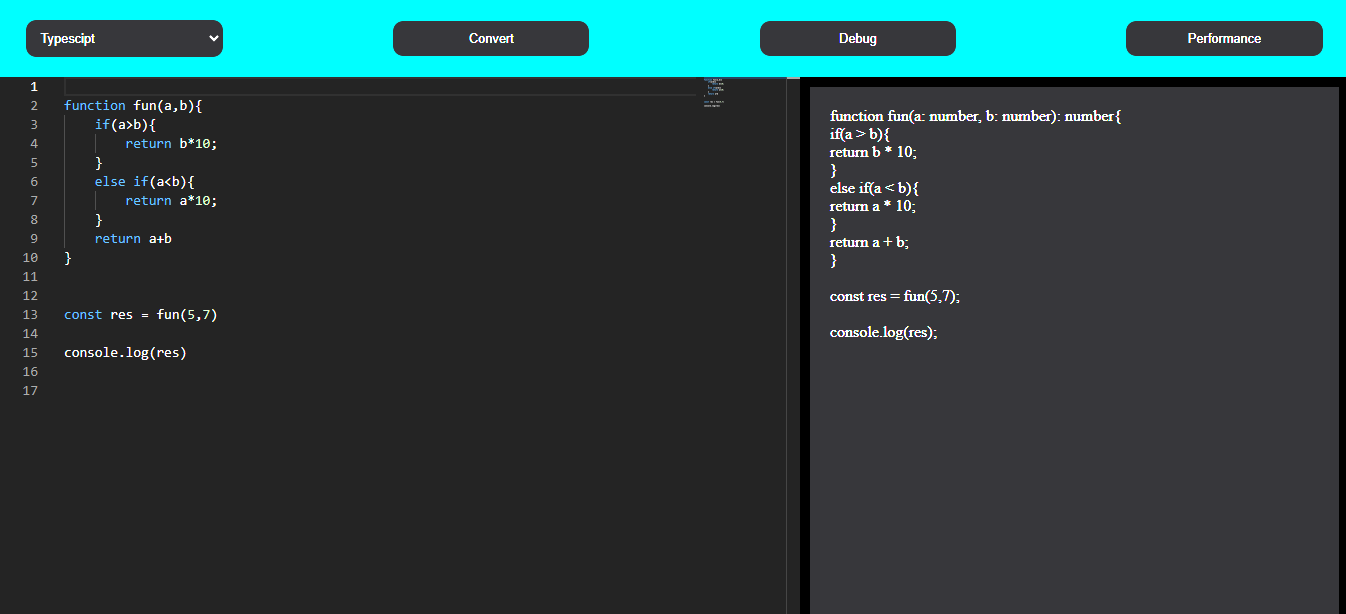 Typescipt Convert Debug Performance
1
2 function fun(a,b){
3 if(a>b){
4 return b*10;
5 }
6 else if(a<b){
7 return a*10;
8 }
9 return a+b
10 }
11
12
13 const res = fun(5,7)
14
15 console.log(res)
16
17
function fun(a: number, b: number): number{
if(a > b){
return b * 10;
}
else if(a < b){
return a * 10;
}
return a + b;
}
const res = fun(5,7);
console.log(res);